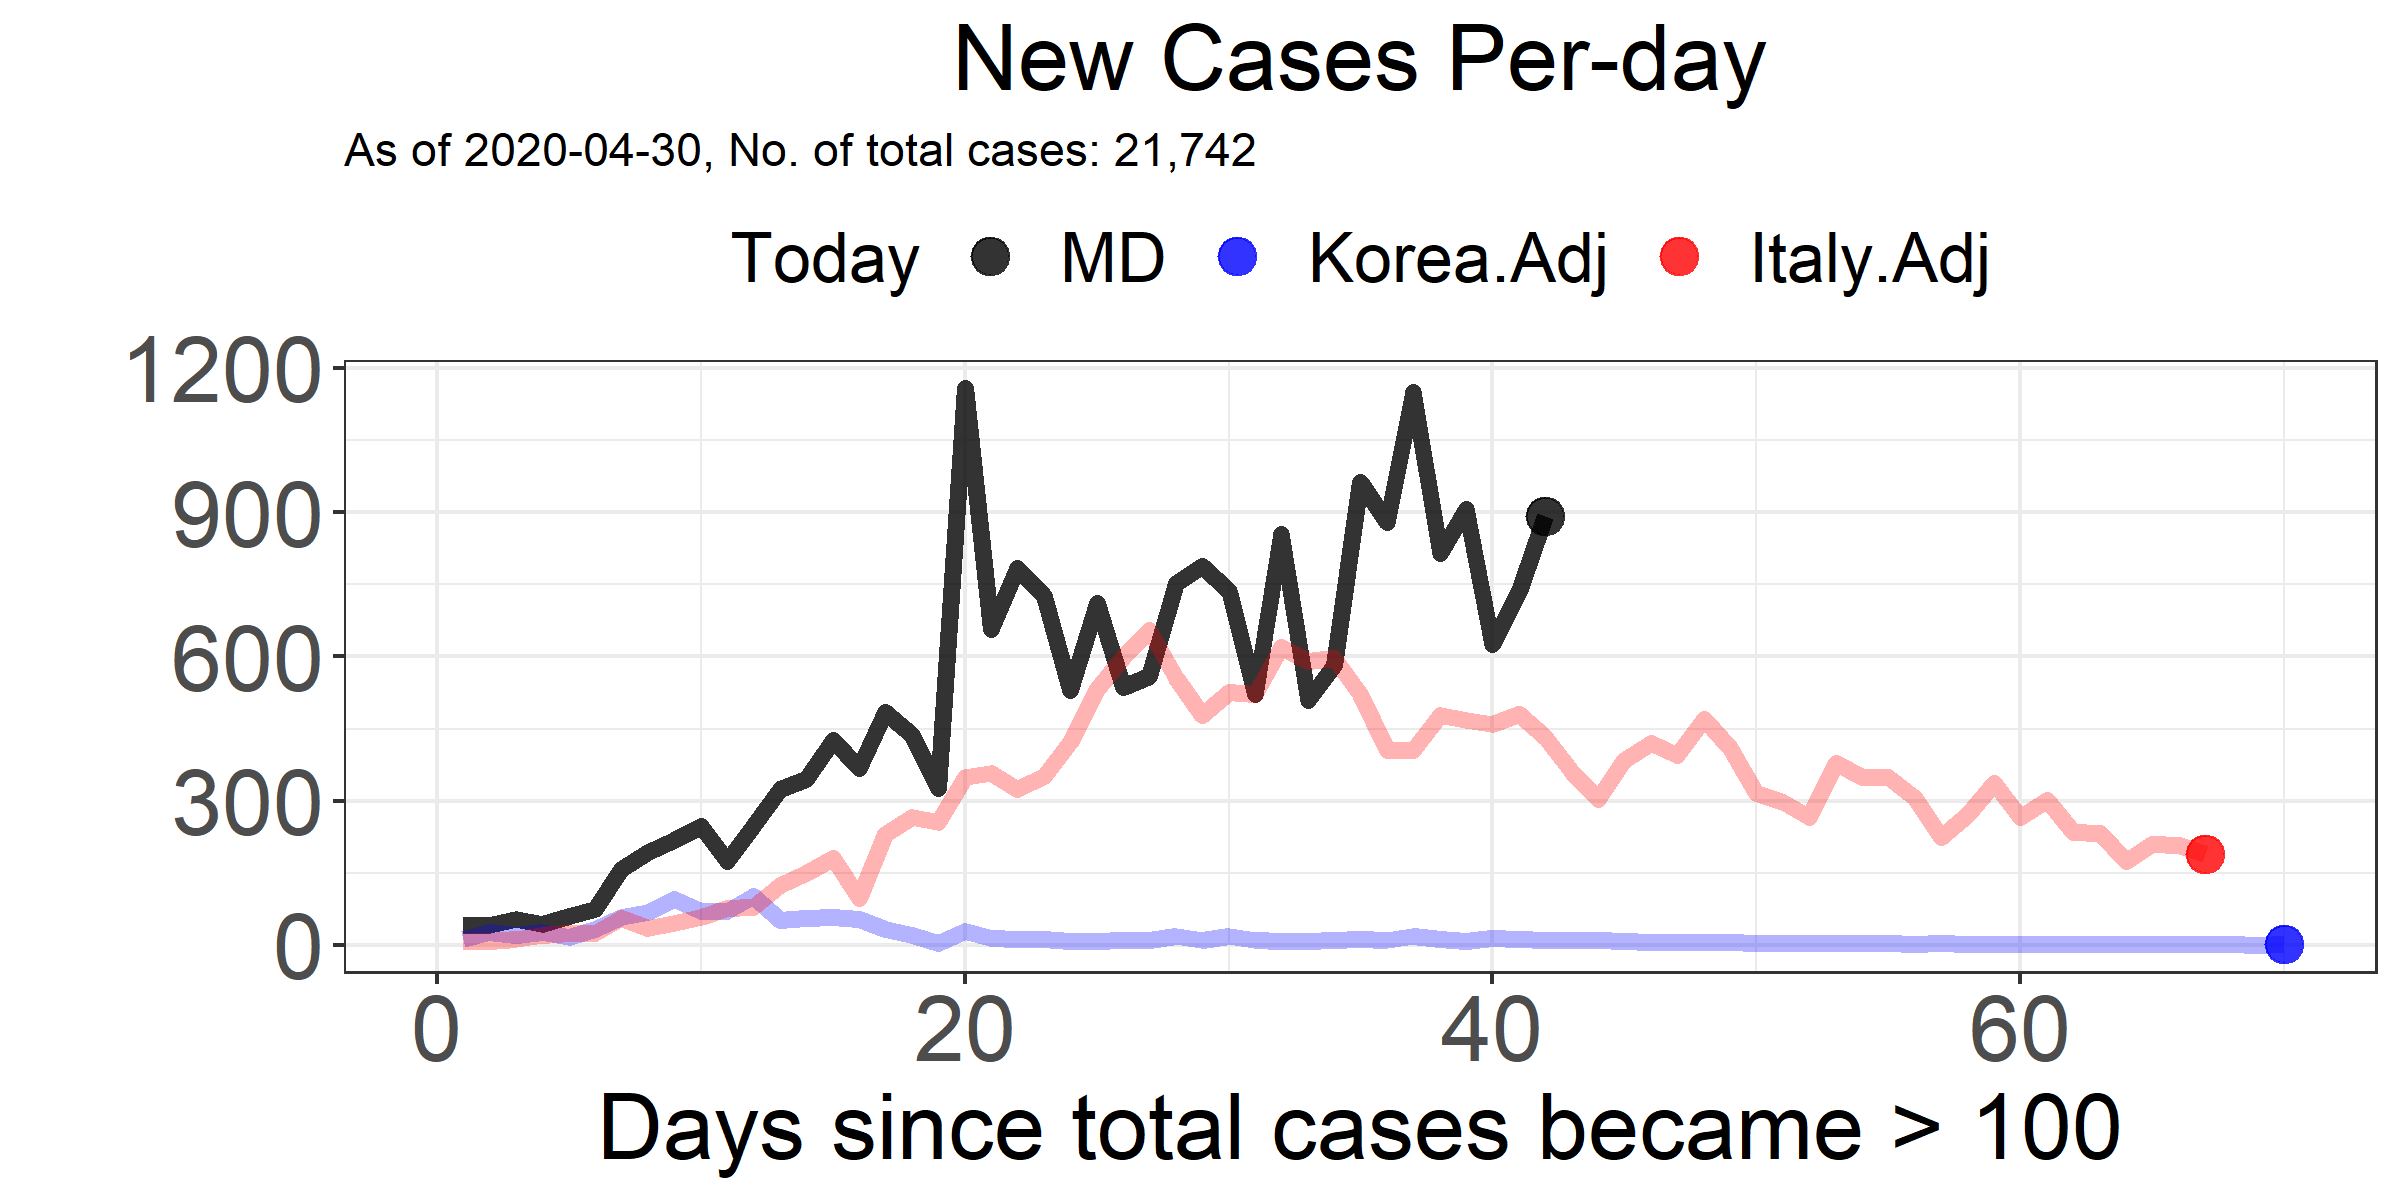 New Cases Per-day
As of 2020-04-30, No. of total cases: 21,742
Today MD Korea.Adj Italy.Adj
1200
900
600
300
0
0 20 40 60
Days since total cases became > 100